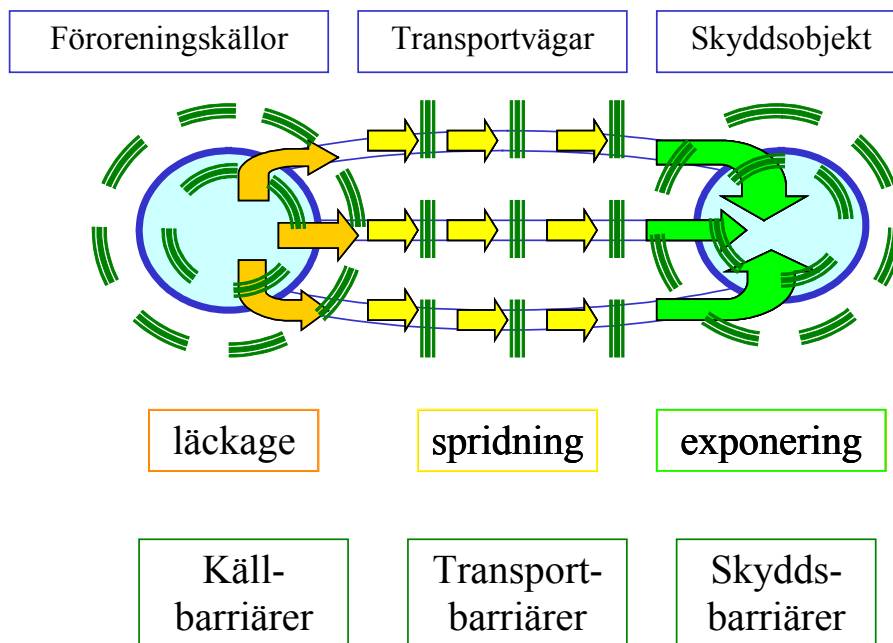 Föroreningskällor
Transportvägar
Skyddsobjekt
läckage
spridning
exponering
Käll-
barriärer
Transport-
barriärer
Skydds-
barriärer